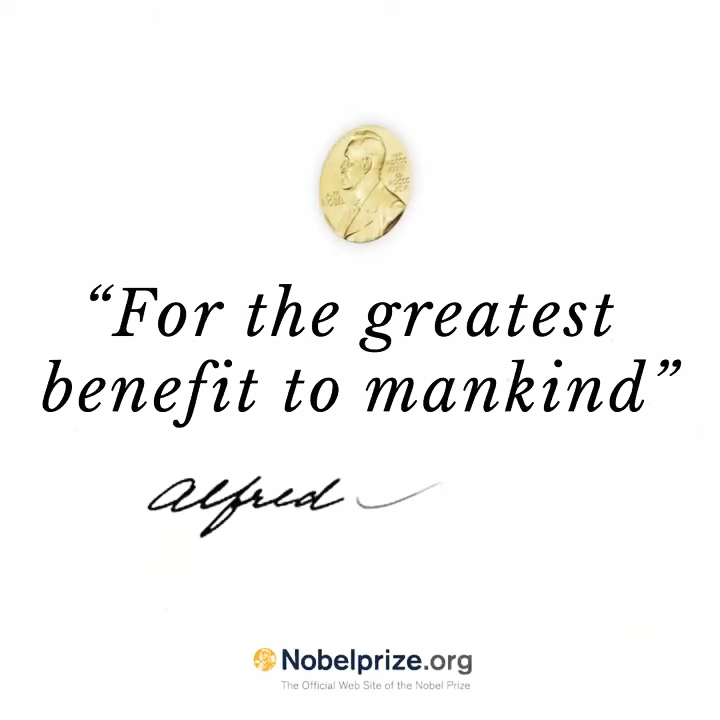 “For the greatest
benefit to mankind”
Alfred
Nobelprize.org
The Official Web Site of the Nobel Prize